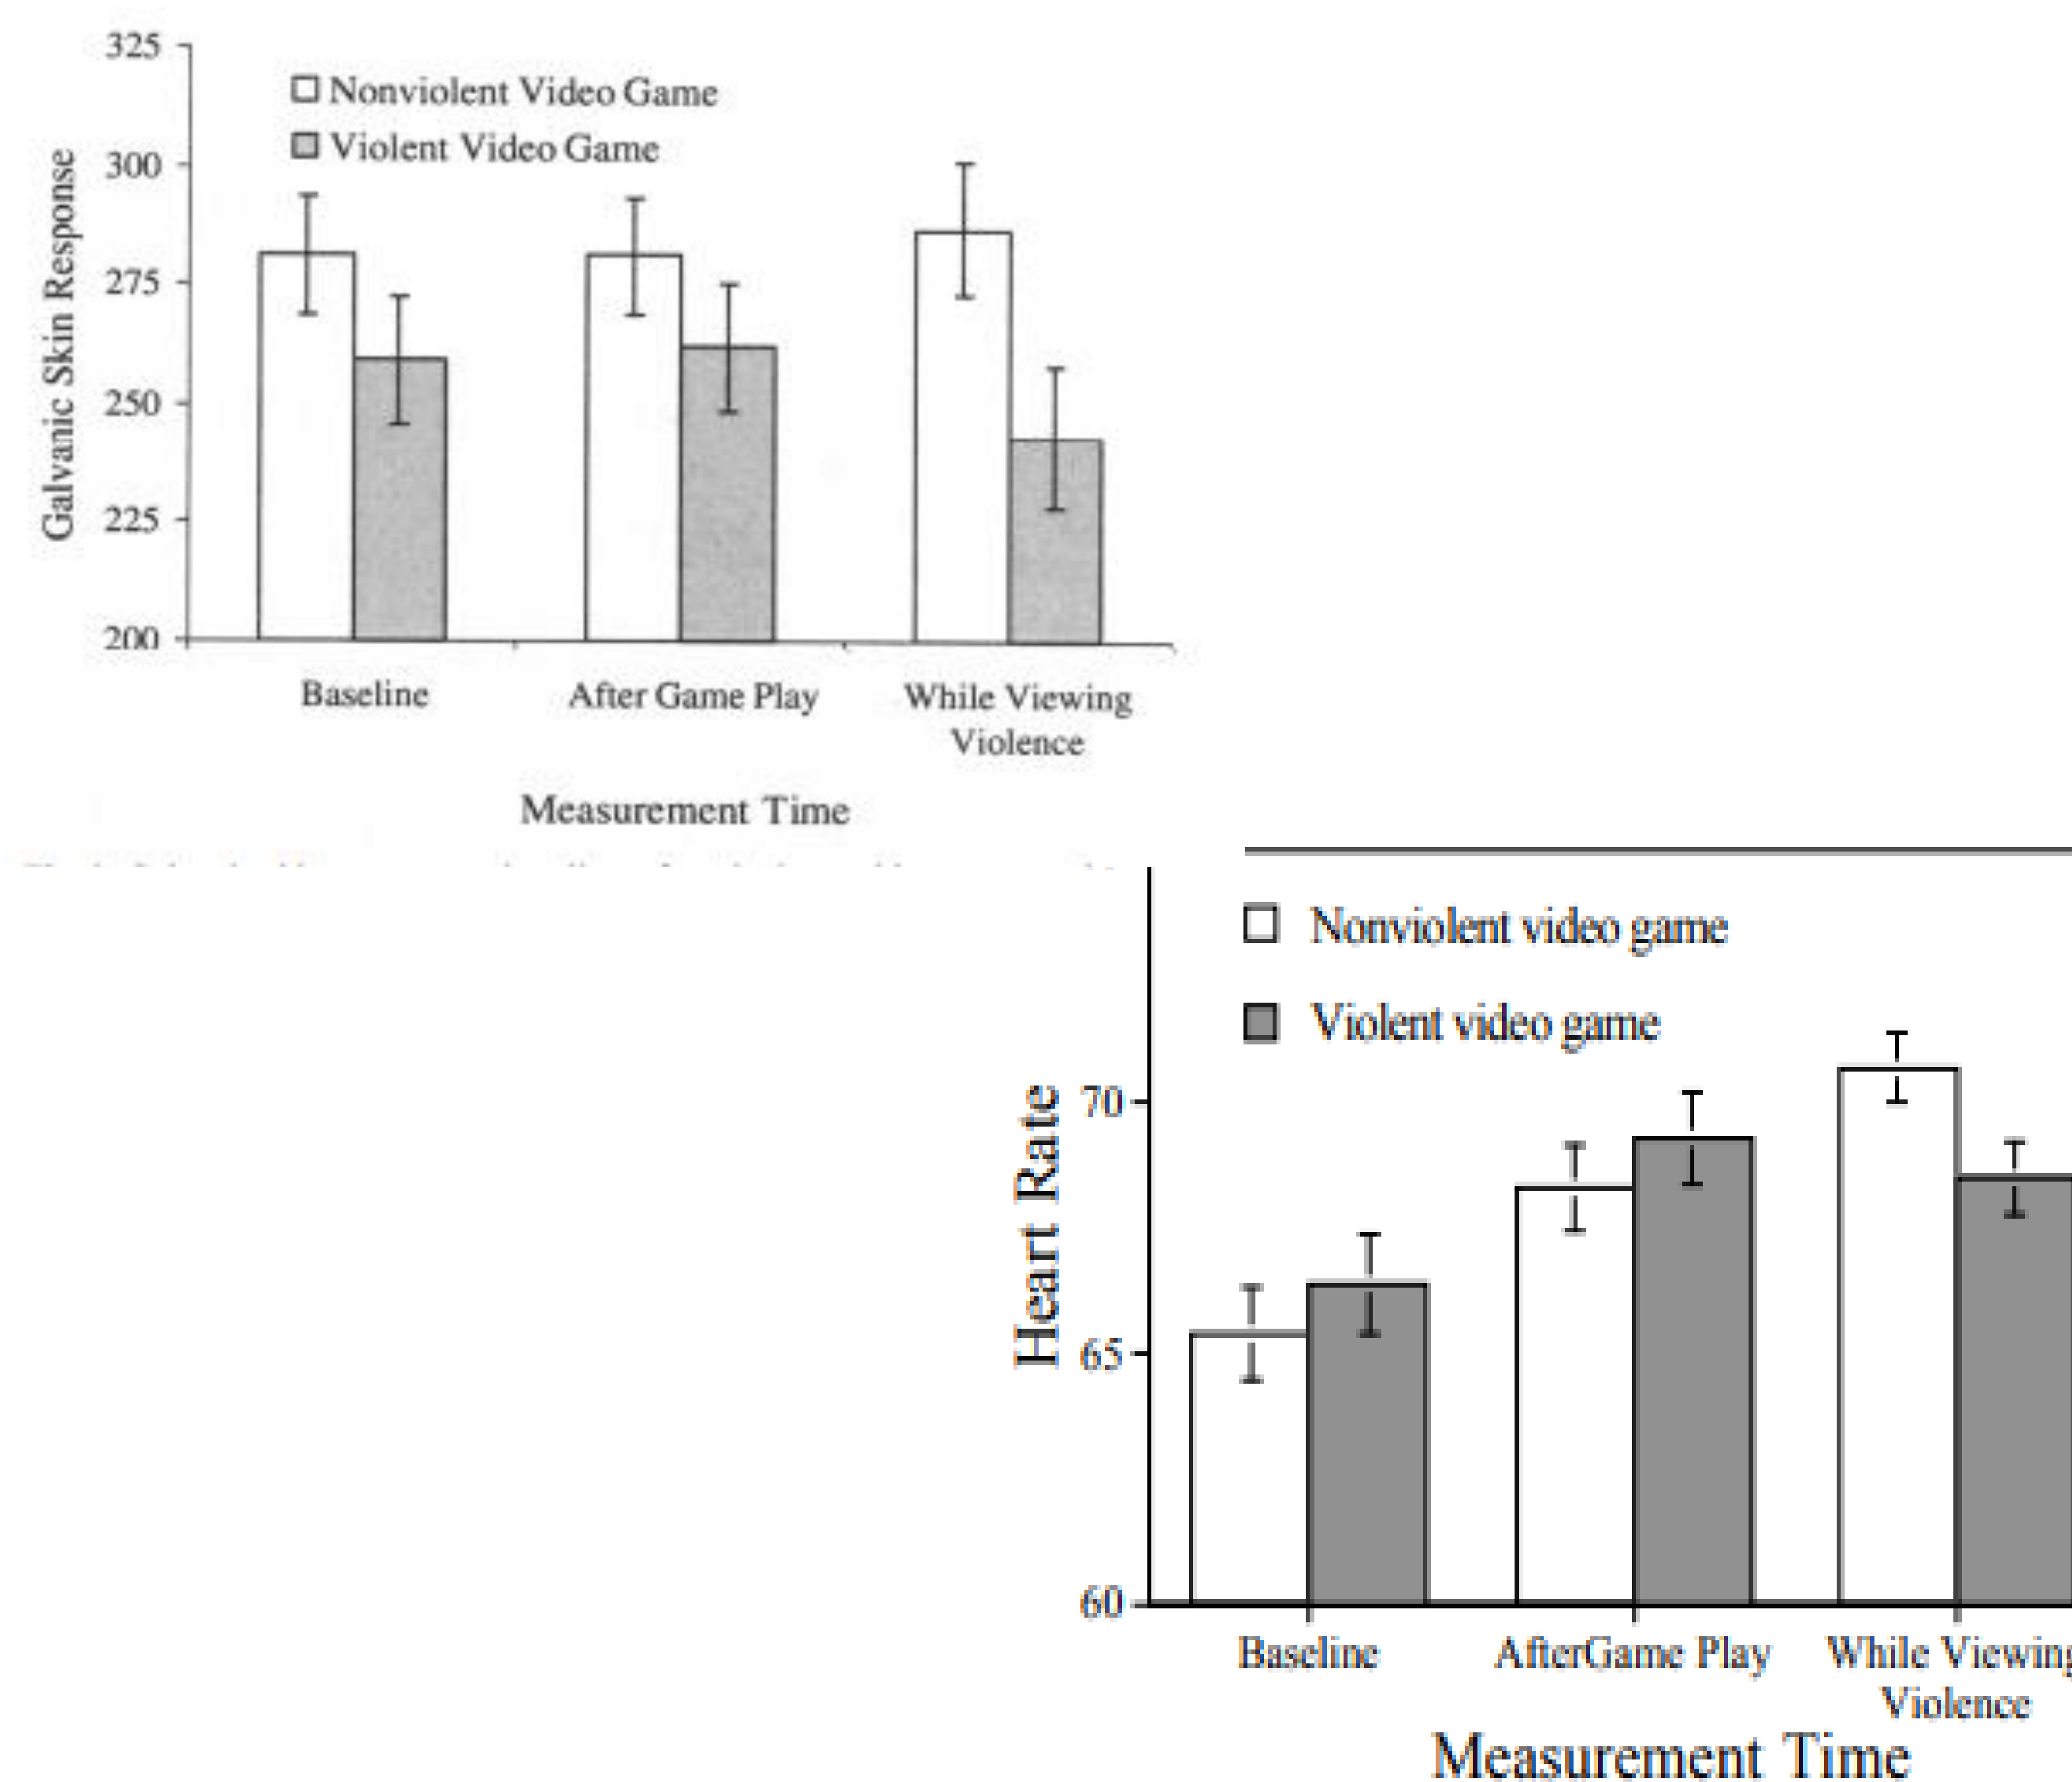 325
Nonviolent Video Game
Violent Video Game
300
275
250
225
200
Galvanic Skin Response
Baseline
After Game Play
While Viewing
Violence
Measurement Time
Nonviolent video game
Violent video game
70
65
60
Heart Rate
Baseline
AfterGame Play
While Viewing
Violence
Measurement Time